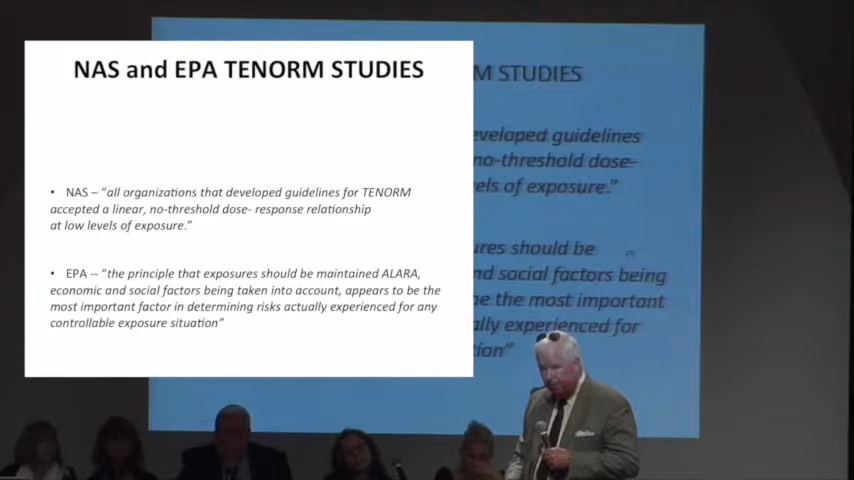 NAS and EPA TENORM STUDIES
• NAS – “all organizations that developed guidelines for TENORM
accepted a linear, no-threshold dose- response relationship
at low levels of exposure.”
• EPA -- “the principle that exposures should be maintained ALARA,
economic and social factors being taken into account, appears to be the
most important factor in determining risks actually experienced for any
controllable exposure situation”
M STUDIES
eveloped guidelines
no-threshold dose-
els of exposure.”
ures should be
nd social factors being
be the most important
ally experienced for
tion”